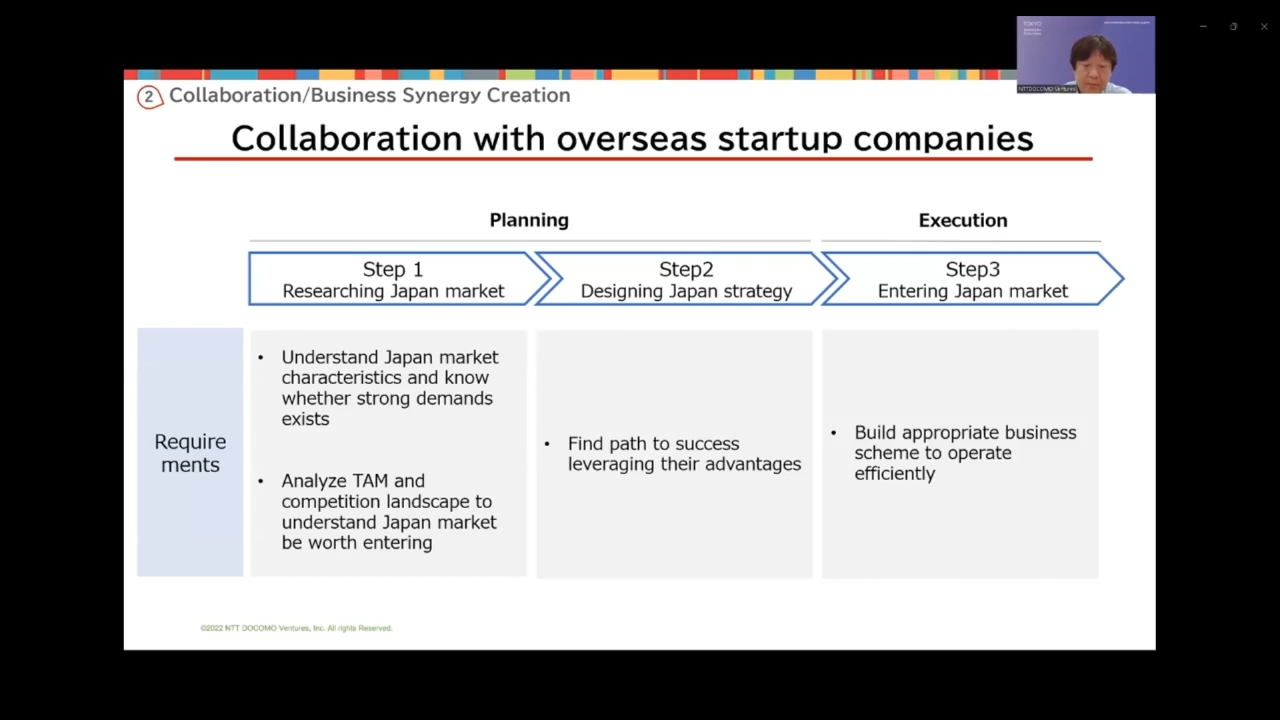 TOKYO
2 Collaboration/Business Synergy Creation
NTTDOCOMO Ventures
Collaboration with overseas startup companies
Planning
Execution
Step 1
Researching Japan market
Step2
Designing Japan strategy
Step3
Entering Japan market
Require
ments
• Understand Japan market
characteristics and know
whether strong demands
exists
• Analyze TAM and
competition landscape to
understand Japan market
be worth entering
• Find path to success
leveraging their advantages
• Build appropriate business
scheme to operate
efficiently
©2022 NTT DOCOMO Ventures, Inc. All rights Reserved.